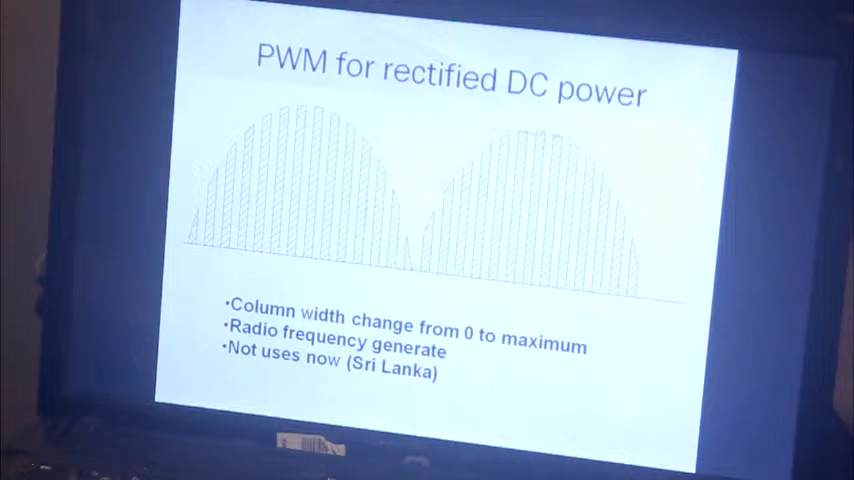 PWM for rectified DC power
•Column width change from 0 to maximum
•Radio frequency generate
•Not uses now (Sri Lanka)